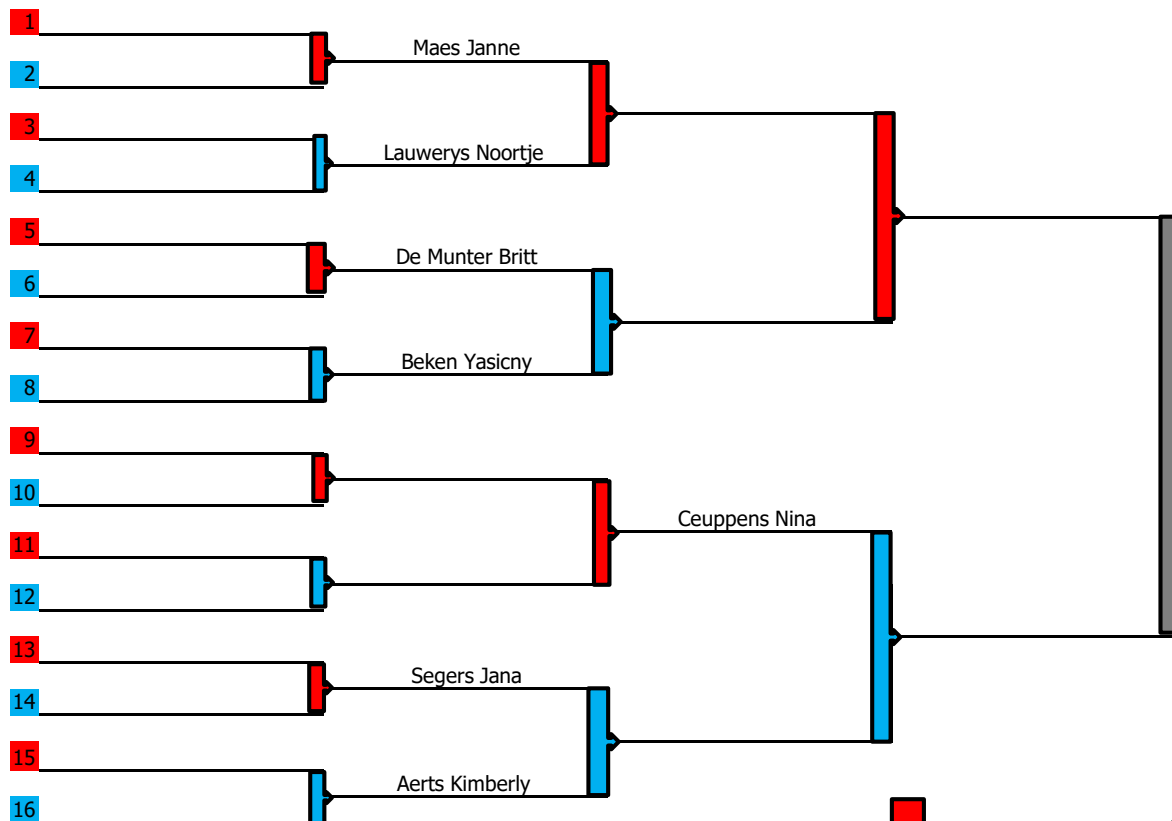 1
Maes Janne
2
3
Lauwerys Noortje
4
5
De Munter Britt
6
7
Beken Yasicny
8
9
10
Ceuppens Nina
11
12
13
Segers Jana
14
15
Aerts Kimberly
16